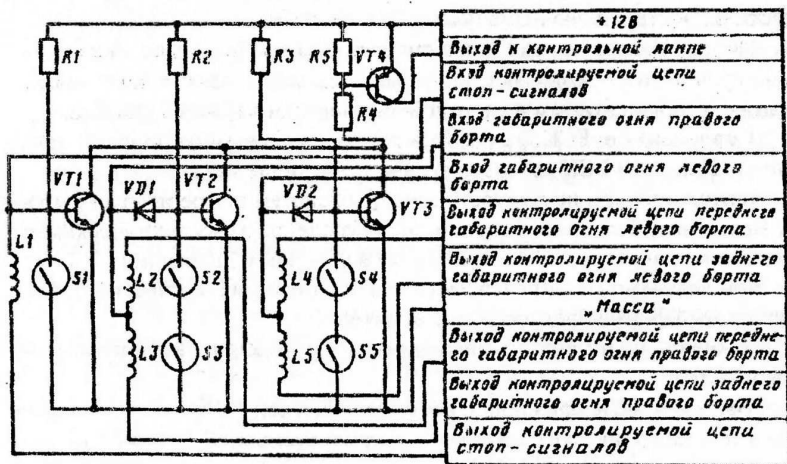 +12В
Выход к контрольной лампе
Вход контролируемой цепи
стоп-сигналов
Вход габаритного огня правого
борта
Вход габаритного огня левого
борта
Выход контролируемой цепи переднего
габаритного огня левого борта
Выход контролируемой цепи заднего
габаритного огня левого борта
„Масса“
Выход контролируемой цепи передне-
го габаритного огня правого борта
Выход контролируемой цепи заднего
габаритного огня правого борта
Выход контролируемой цепи
стоп-сигналов
R1
R2
R3
R5
VT4
R4
VT1
VD1
VT2
VD2
VT3
L1
S1
L2
S2
L4
S4
L3
S3
L5
S5